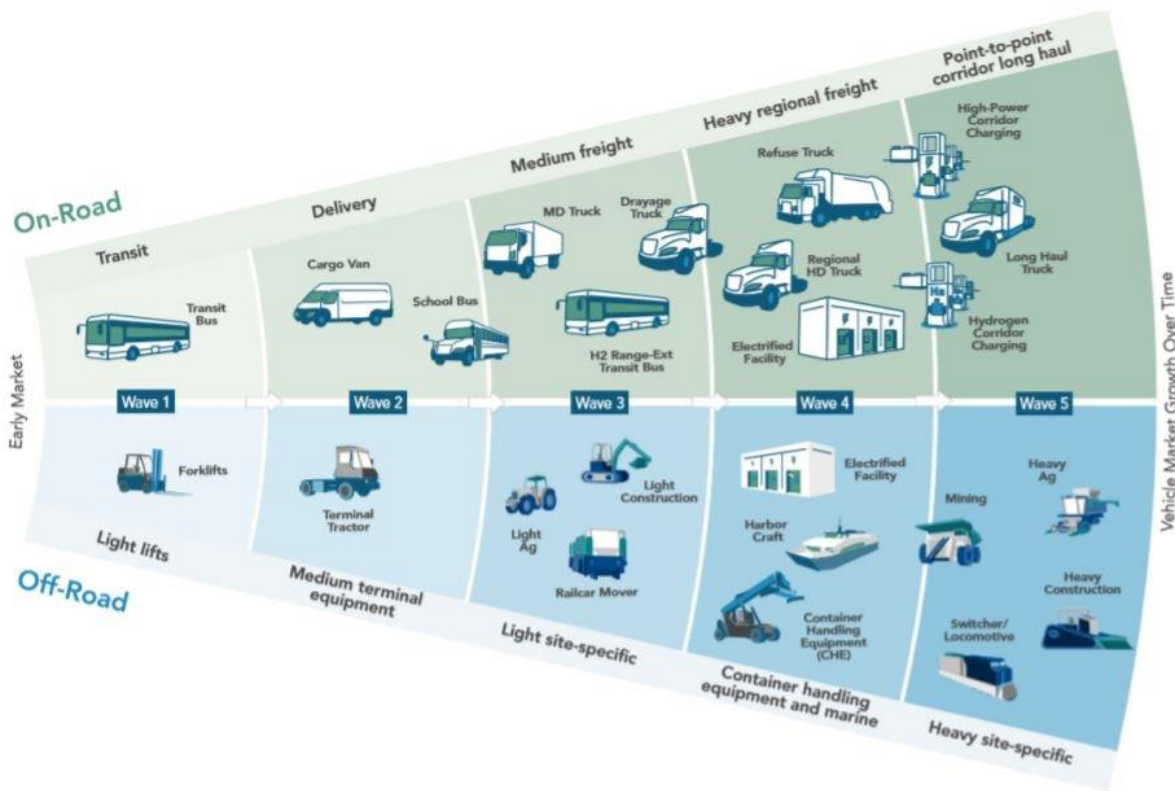 Point-to-point
corridor long haul
Heavy regional freight
Medium freight
Delivery
Transit
On-Road
High-Power
Corridor
Charging
Refuse Truck
MD Truck
Drayage
Truck
Cargo Van
Regional
HD Truck
Long Haul
Truck
Transit
Bus
School Bus
H2 Range-Ext
Transit Bus
Electrified
Facility
H2
Hydrogen
Corridor
Charging
Early Market
Wave 1
Wave 2
Wave 3
Wave 4
Wave 5
Vehicle Market Growth Over Time
Forklifts
Terminal
Tractor
Light
Ag
Light
Construction
Railcar Mover
Electrified
Facility
Harbor
Craft
Container
Handling
Equipment
(CHE)
Mining
Heavy
Ag
Heavy
Construction
Switcher/
Locomotive
Off-Road
Light lifts
Medium terminal
equipment
Light site-specific
Container handling
equipment and marine
Heavy site-specific